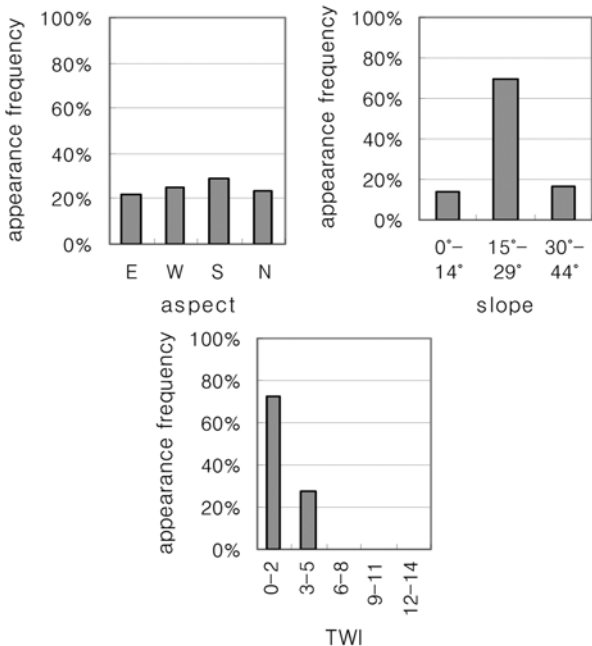 appearance frequency
100%
80%
60%
40%
20%
0%
E W S N
aspect
appearance frequency
100%
80%
60%
40%
20%
0%
0°– 15°– 30°–
14° 29° 44°
slope
appearance frequency
100%
80%
60%
40%
20%
0%
0–2
3–5
6–8
9–11
12–14
TWI